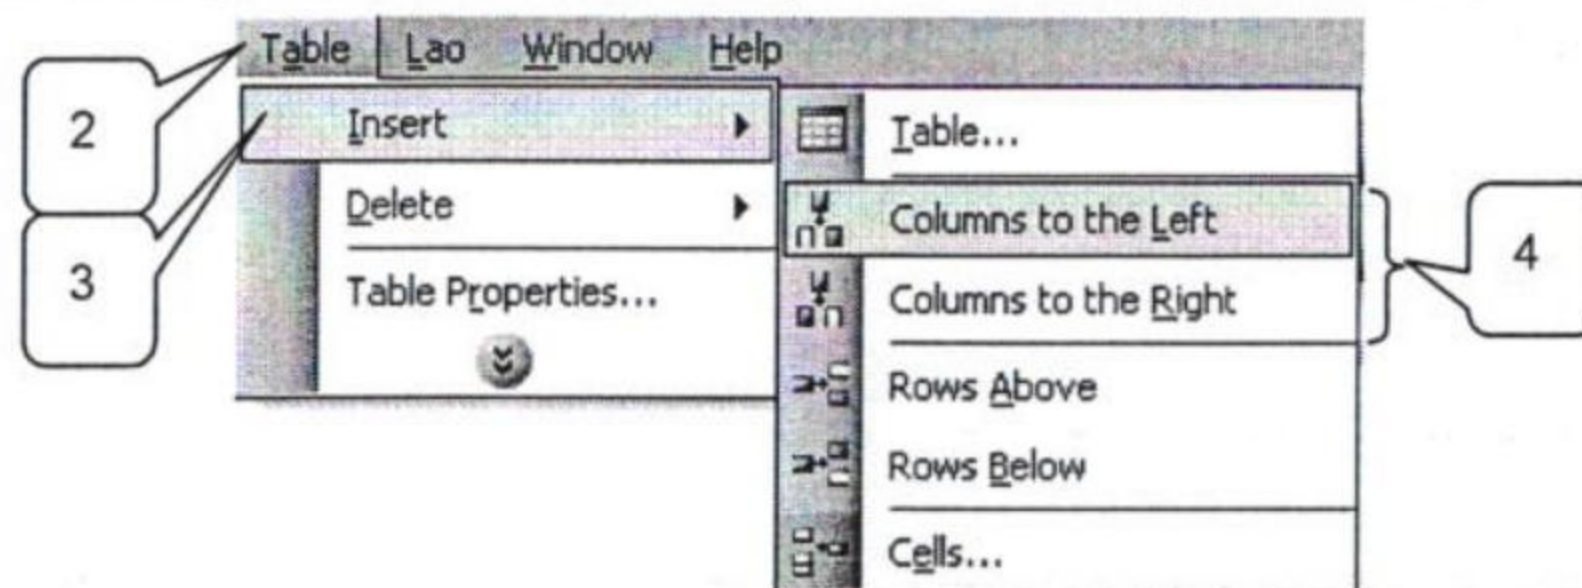 Table Lao Window Help
2
Insert
3
Delete
Table Properties...
Table...
Columns to the Left
Columns to the Right
4
Rows Above
Rows Below
Cells...